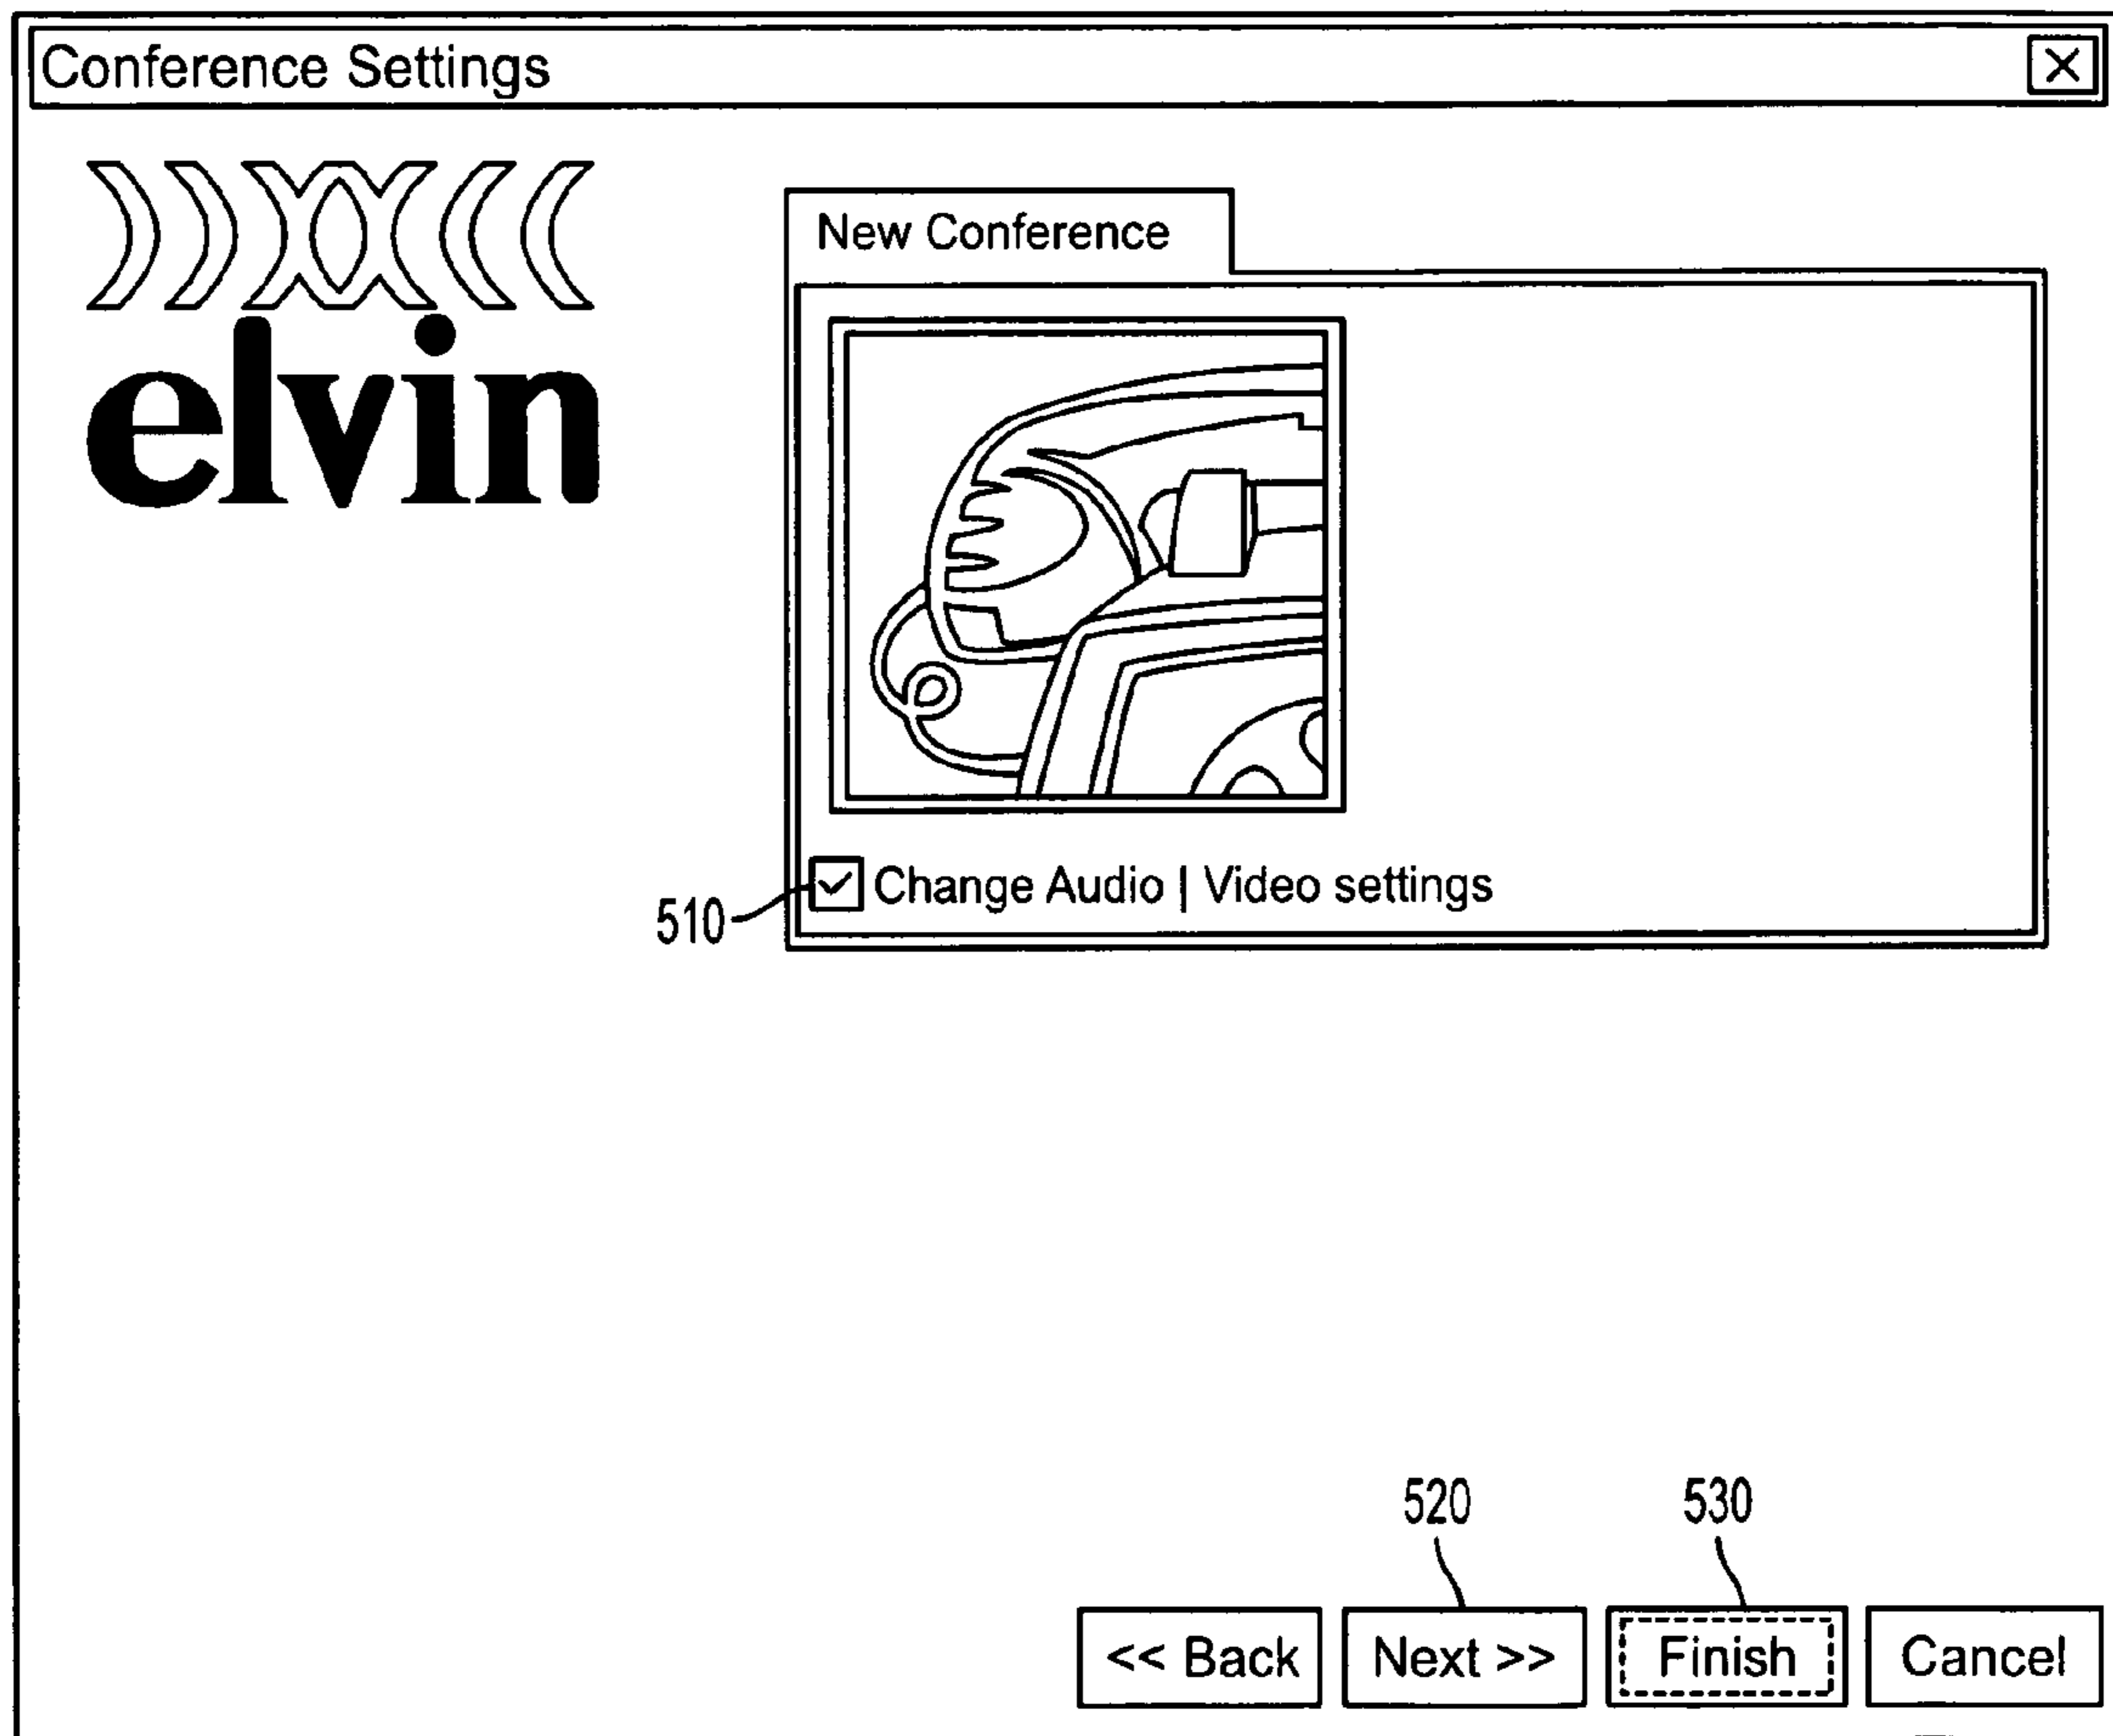 Conference Settings
elvin
New Conference
510 Change Audio | Video settings
520 530
<< Back Next >> Finish Cancel